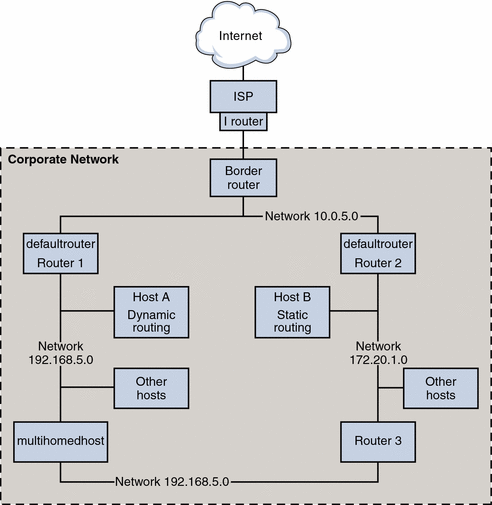 Internet
ISP
I router
Corporate Network
Border
router
Network 10.0.5.0
defaultrouter
Router 1
defaultrouter
Router 2
Host A
Dynamic
routing
Host B
Static
routing
Network
192.168.5.0
Network
172.20.1.0
Other
hosts
Other
hosts
multihomedhost
Router 3
Network 192.168.5.0